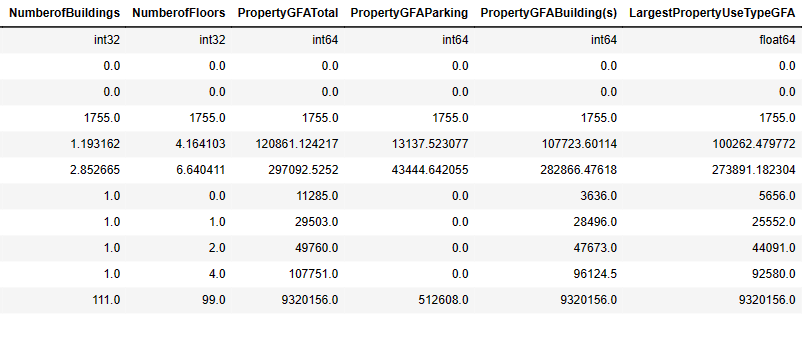 NumberofBuildings NumberofFloors PropertyGFATotal PropertyGFAParking PropertyGFABuilding(s) LargestPropertyUseTypeGFA
int32 int32 int64 int64 int64 float64
0.0 0.0 0.0 0.0 0.0 0.0
0.0 0.0 0.0 0.0 0.0 0.0
1755.0 1755.0 1755.0 1755.0 1755.0 1755.0
1.193162 4.164103 120861.124217 13137.523077 107723.60114 100262.479772
2.852665 6.640411 297092.5252 43444.642055 282866.47618 273891.182304
1.0 0.0 11285.0 0.0 3636.0 5656.0
1.0 1.0 29503.0 0.0 28496.0 25552.0
1.0 2.0 49760.0 0.0 47673.0 44091.0
1.0 4.0 107751.0 0.0 96124.5 92580.0
111.0 99.0 9320156.0 512608.0 9320156.0 9320156.0